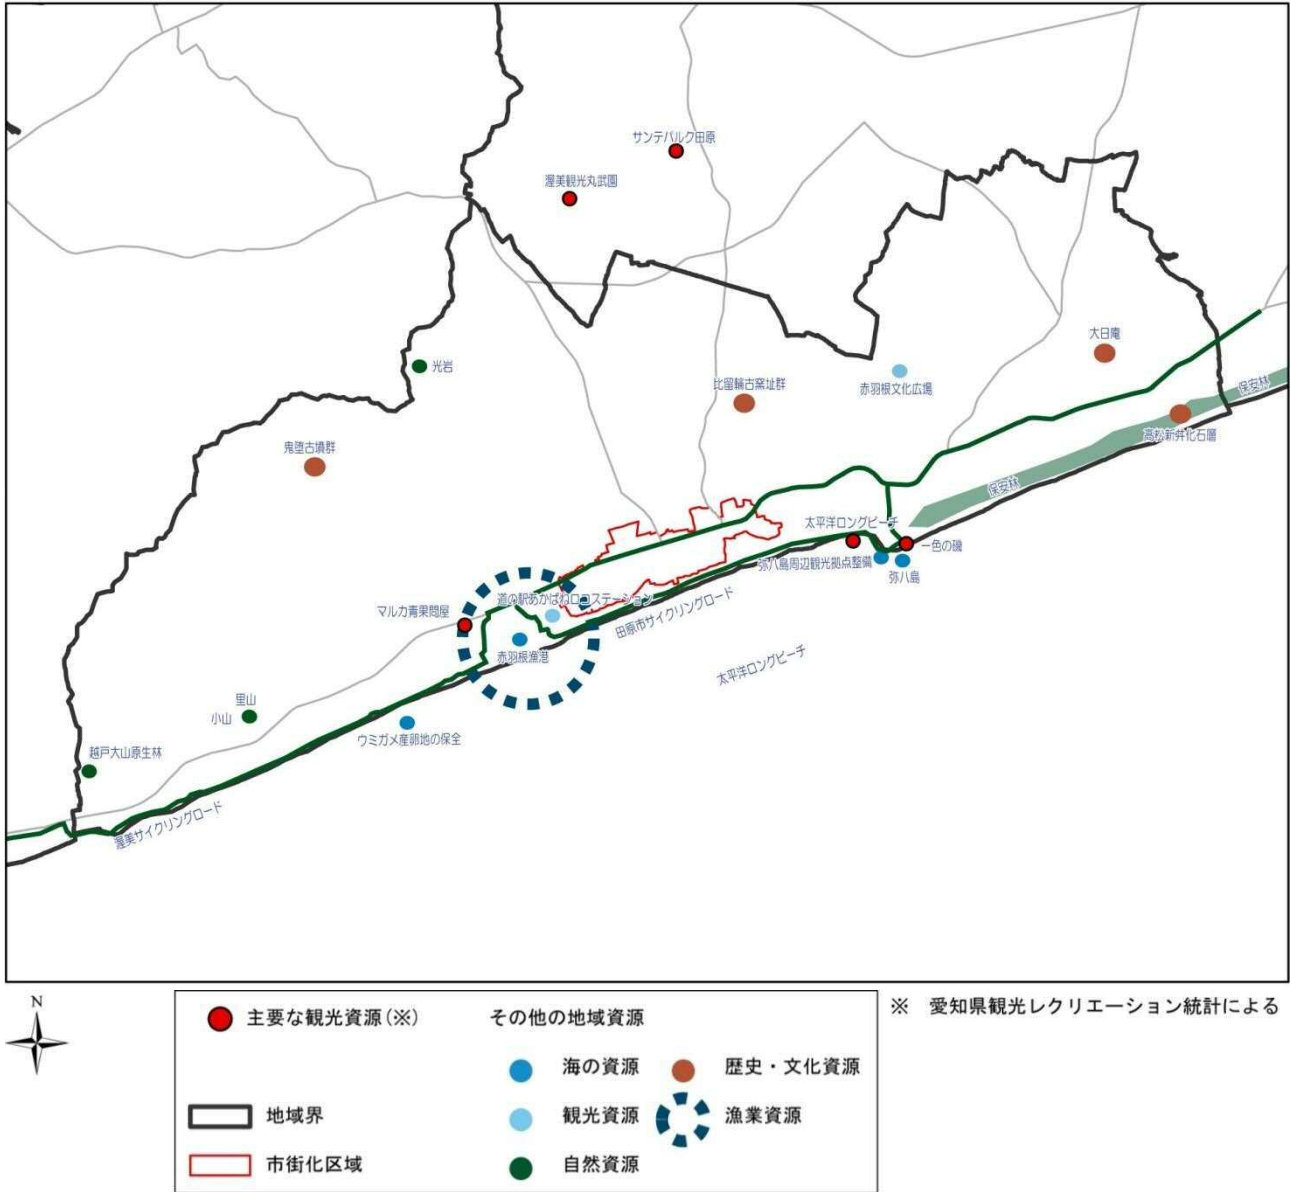 サンテパルク田原
渥美観光丸武園
大日庵
光岩
赤羽根文化広場
比留輪古窯址群
保安林
高松新井化石層
鬼堕古墳群
保安林
太平洋ロングビーチ
一色の磯
弥八島周辺観光拠点整備
弥八島
道の駅あかばねロコステーション
マルカ青果問屋
田原市サイクリングロード
赤羽根漁港
太平洋ロングビーチ
里山
小山
ウミガメ産卵地の保全
越戸大山原生林
渥美サイクリングロード
N
主要な観光資源(※)
その他の地域資源
※ 愛知県観光レクリエーション統計による
海の資源
歴史・文化資源
地域界
観光資源
漁業資源
市街化区域
自然資源